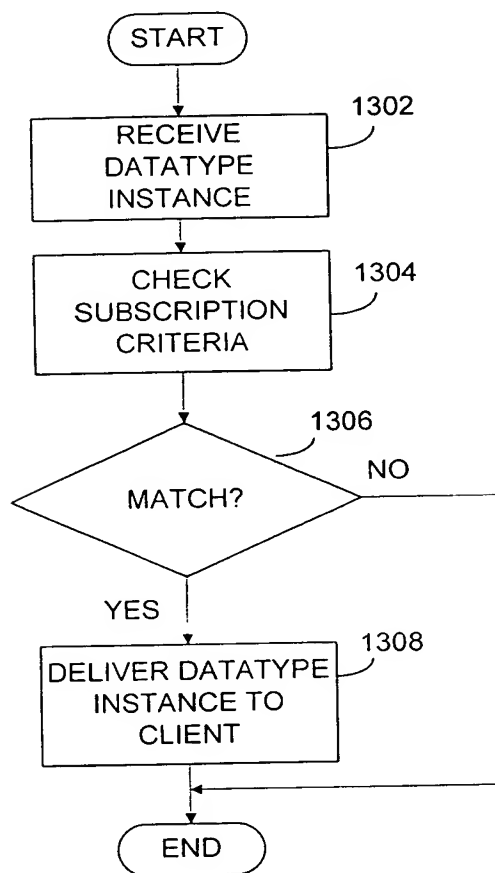 START
1302
RECEIVE
DATATYPE
INSTANCE
1304
CHECK
SUBSCRIPTION
CRITERIA
1306
MATCH?
NO
YES
1308
DELIVER DATATYPE
INSTANCE TO
CLIENT
END